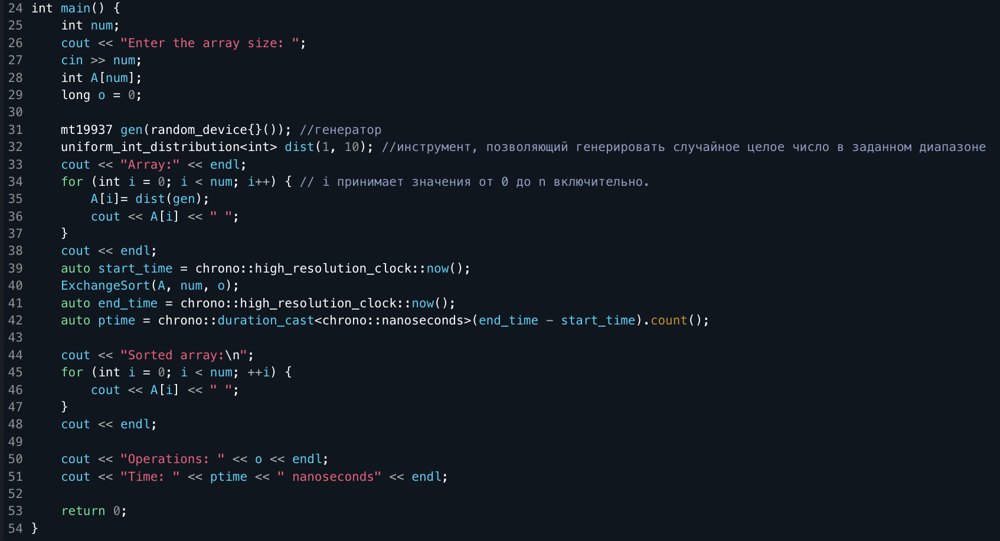 24 int main() {
25     int num;
26     cout << "Enter the array size: ";
27     cin >> num;
28     int A[num];
29     long o = 0;
30
31     mt19937 gen(random_device{}()); //генератор
32     uniform_int_distribution<int> dist(1, 10); //инструмент, позволяющий генерировать случайное целое число в заданном диапазоне
33     cout << "Array:" << endl;
34     for (int i = 0; i < num; i++) { // i принимает значения от 0 до n включительно.
35         A[i]= dist(gen);
36         cout << A[i] << " ";
37     }
38     cout << endl;
39     auto start_time = chrono::high_resolution_clock::now();
40     ExchangeSort(A, num, o);
41     auto end_time = chrono::high_resolution_clock::now();
42     auto ptime = chrono::duration_cast<chrono::nanoseconds>(end_time - start_time).count();
43
44     cout << "Sorted array:\n";
45     for (int i = 0; i < num; ++i) {
46         cout << A[i] << " ";
47     }
48     cout << endl;
49
50     cout << "Operations: " << o << endl;
51     cout << "Time: " << ptime << " nanoseconds" << endl;
52
53     return 0;
54 }